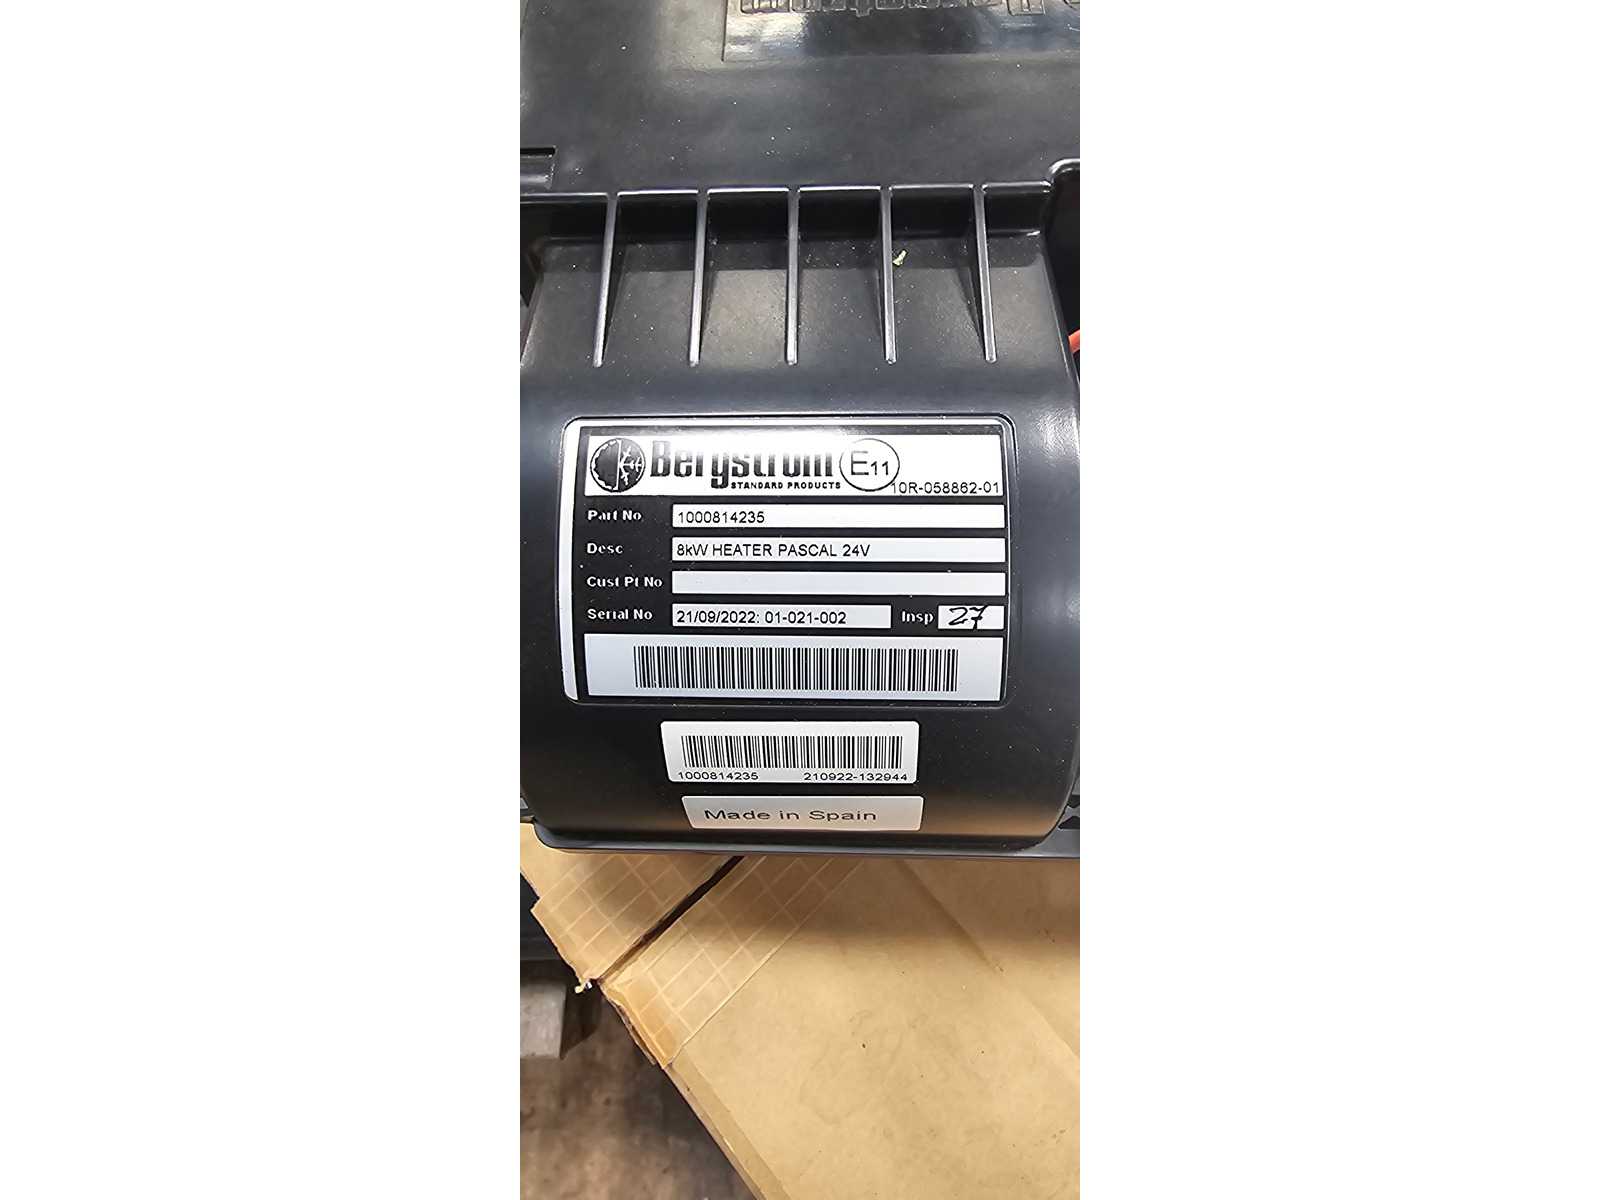 Bergstrom
STANDARD PRODUCTS
E11
10R-058862-01
Part No 1000814235
Desc 8kW HEATER PASCAL 24V
Cust Pt No
Serial No 21/09/2022: 01-021-002 Insp 27
1000814235 210922-132944
Made in Spain